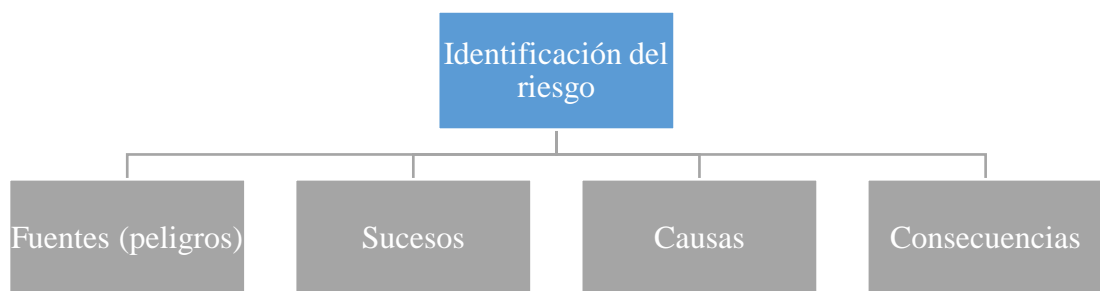 Identificación del
riesgo
Fuentes (peligros)
Sucesos
Causas
Consecuencias